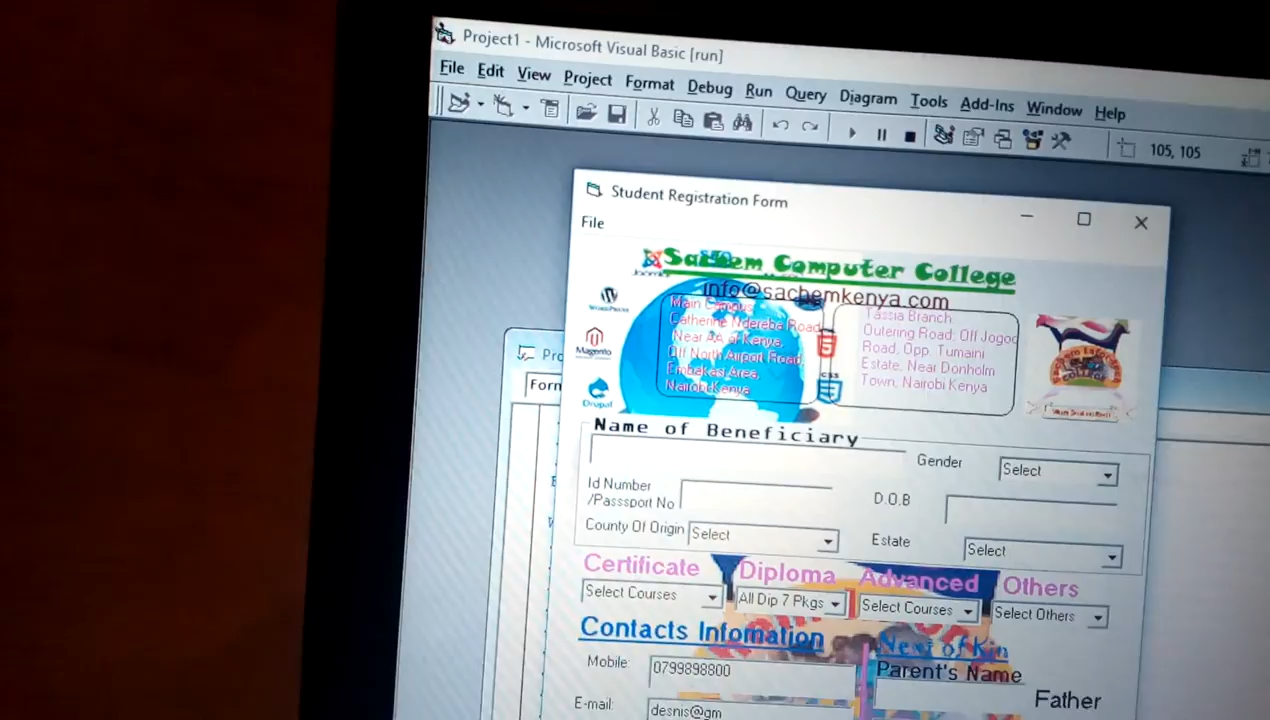 Project1 - Microsoft Visual Basic [run]
File Edit View Project Format Debug Run Query Diagram Tools Add-Ins Window Help
105, 105
Student Registration Form
File
Sachem Computer College
info@sachemkenya.com
Joomla
WordPress
Magento
Drupal
Main Campus
Catherine Ndereba Road
Near AA of Kenya,
Off North Airport Road,
Embakasi Area,
Nairobi Kenya
CSS
Tassia Branch
Outering Road, Off Jogoo
Road, Opp. Tumaini
Estate, Near Donholm
Town, Nairobi Kenya
Pro
Form
Name of Beneficiary
Gender Select
Id Number
/Passsport No
D.O.B
County Of Origin Select
Estate Select
Certificate Diploma Advanced Others
Select Courses All Dip 7 Pkgs Select Courses Select Others
Contacts Infomation
Next of Kin
Mobile: 0799898800
Parent's Name
Father
E-mail: desnis@gm